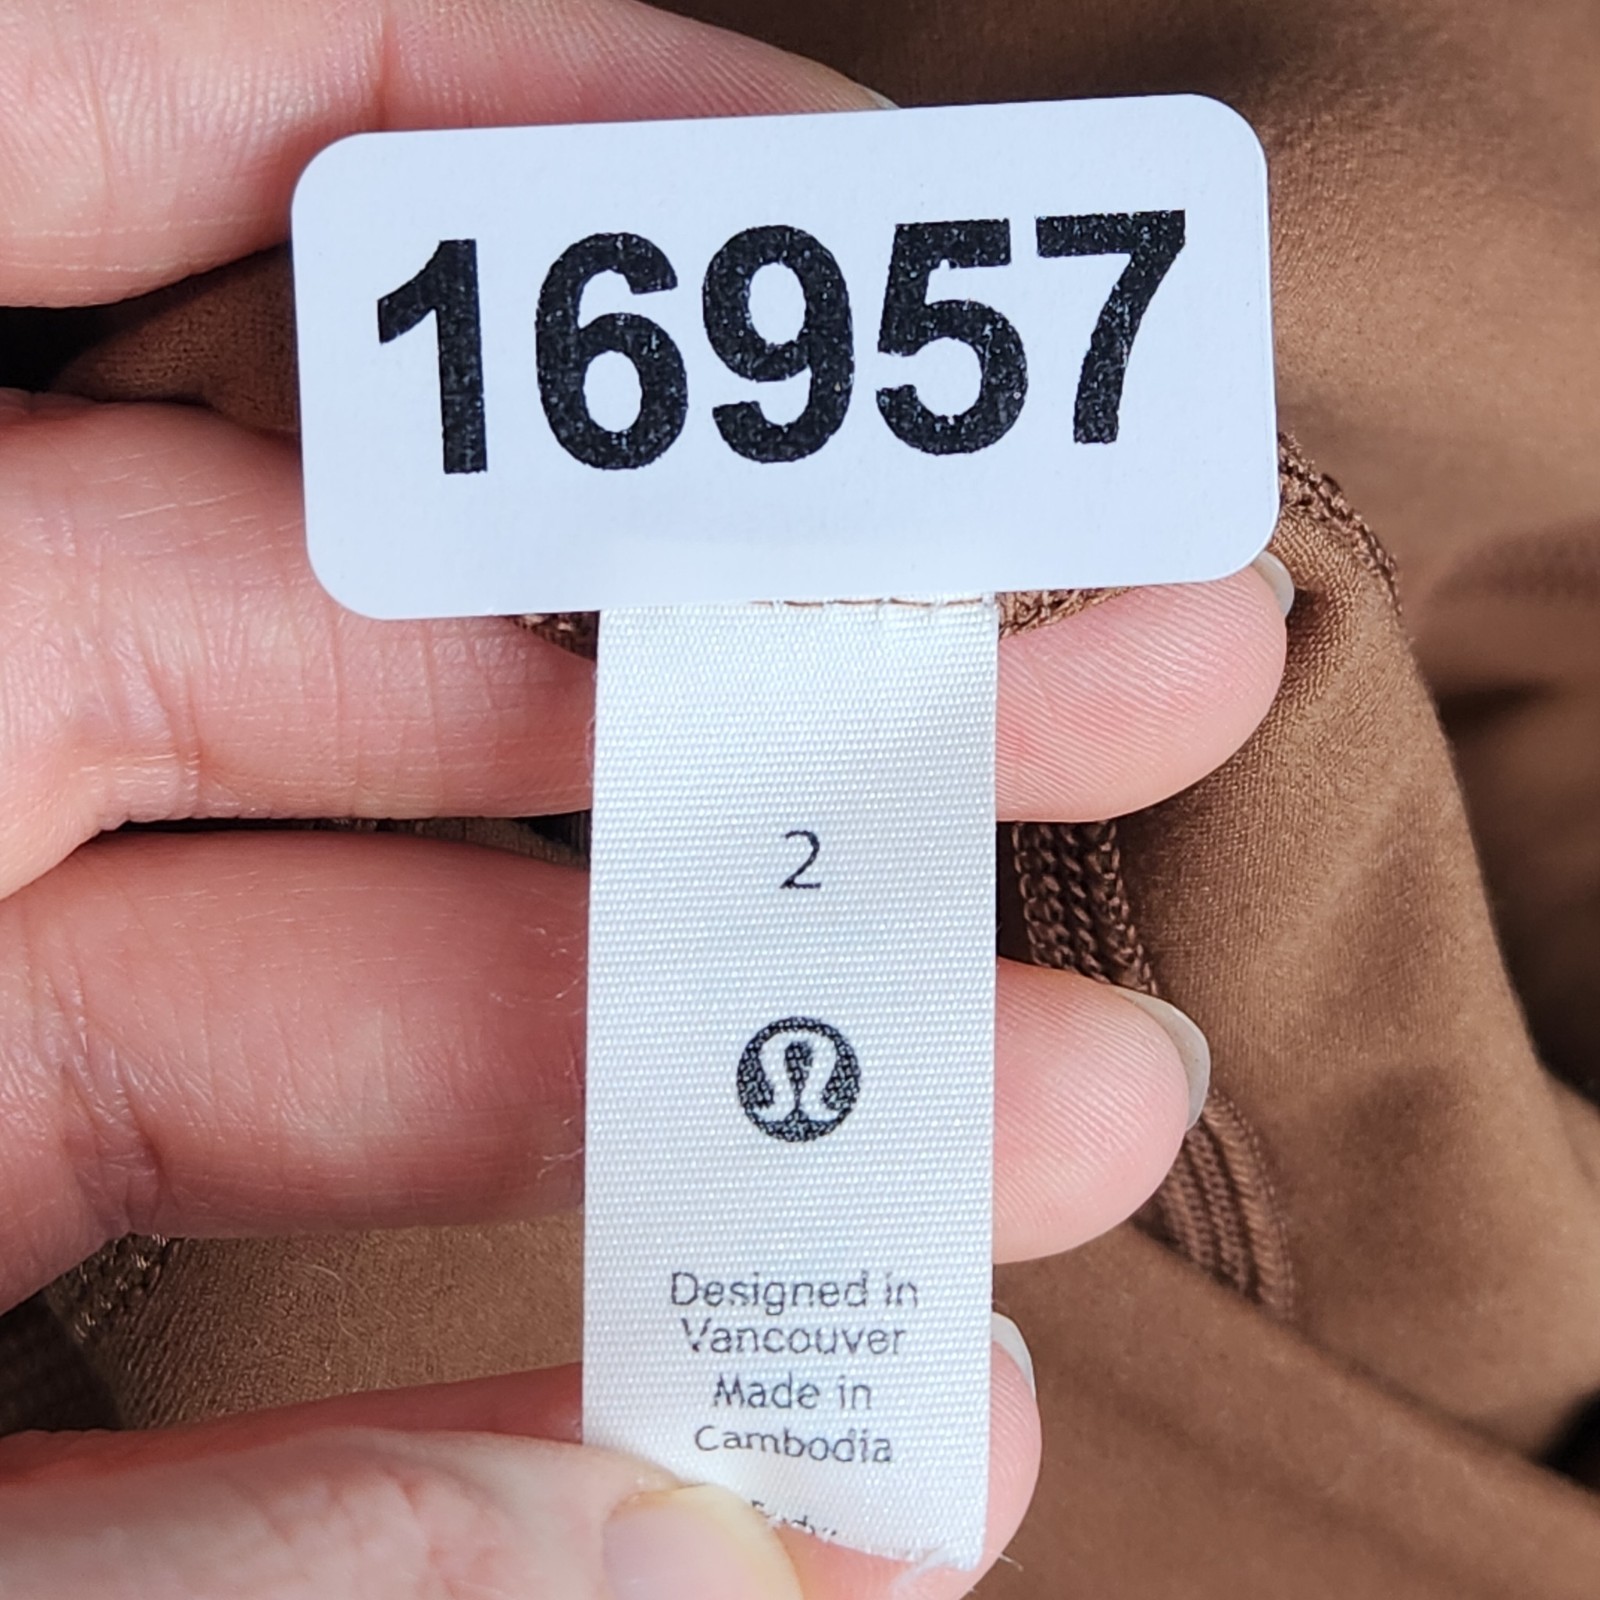 16957
2
Designed in
Vancouver
Made in
Cambodia